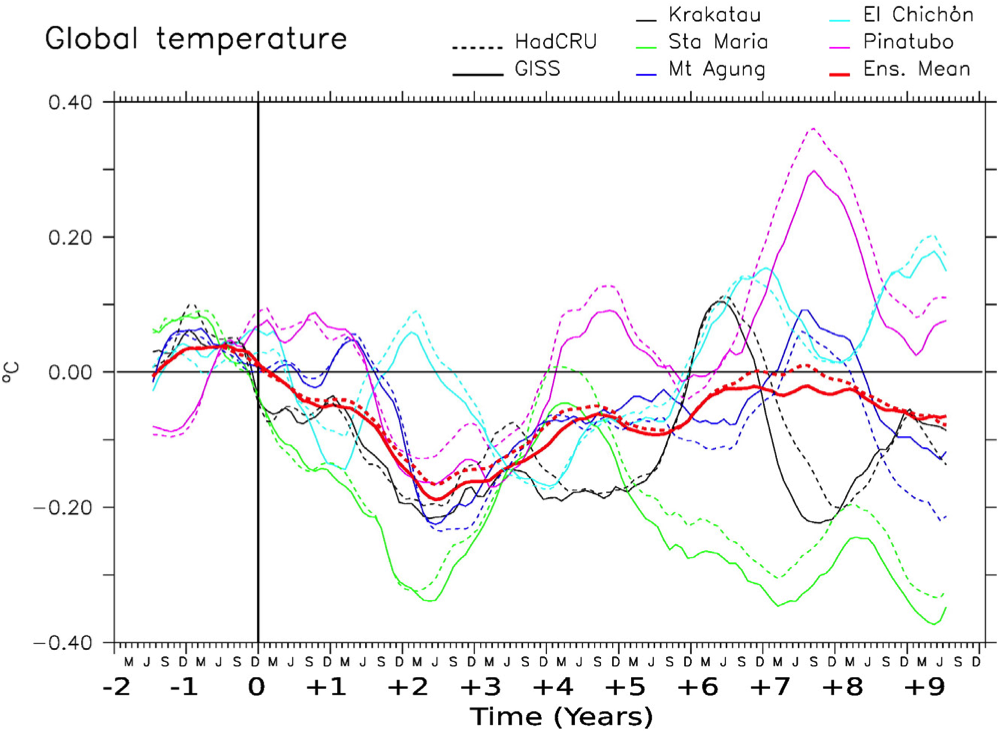 Global temperature
HadCRU
GISS
Krakatau
Sta Maria
Mt Agung
El Chichòn
Pinatubo
Ens. Mean
0.40
0.20
0.00
−0.20
−0.40
°C
M J S D M J S D M J S D M J S D M J S D M J S D M J S D M J S D M J S D M J S D M J S D M J S D
-2 -1 0 +1 +2 +3 +4 +5 +6 +7 +8 +9
Time (Years)